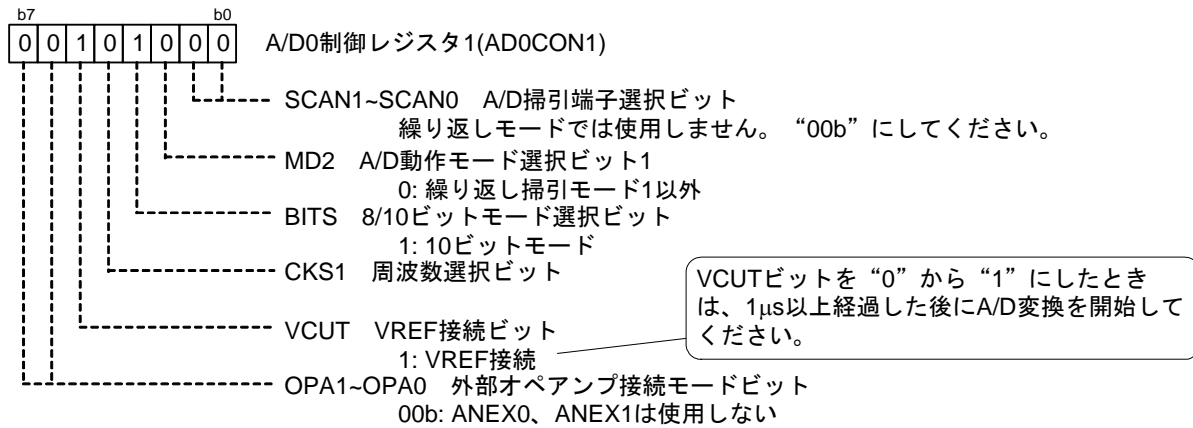 b7 b0
0 0 1 0 1 0 0 0 A/D0制御レジスタ1(AD0CON1)
SCAN1~SCAN0 A/D掃引端子選択ビット
繰り返しモードでは使用しません。“00b”にしてください。
MD2 A/D動作モード選択ビット1
0: 繰り返し掃引モード1以外
BITS 8/10ビットモード選択ビット
1: 10ビットモード
CKS1 周波数選択ビット
VCUTビットを“0”から“1”にしたとき
は、1μs以上経過した後にA/D変換を開始して
ください。
VCUT VREF接続ビット
1: VREF接続
OPA1~OPA0 外部オペアンプ接続モードビット
00b: ANEX0、ANEX1は使用しない